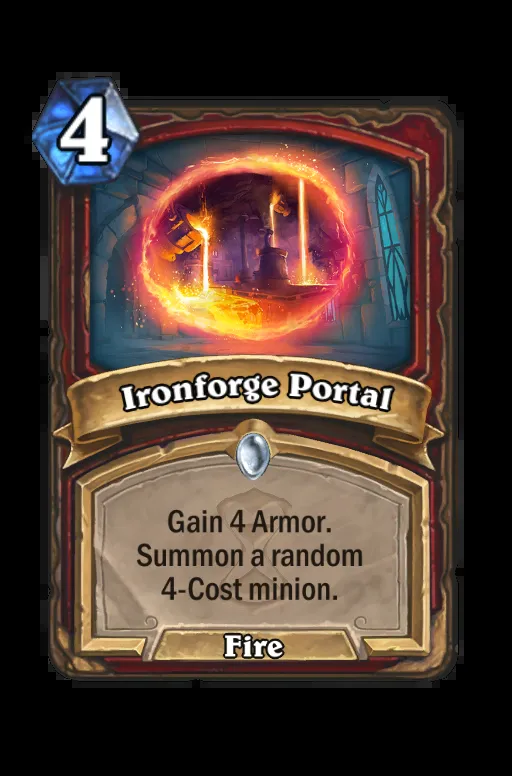 4
Ironforge Portal
Gain 4 Armor.
Summon a random
4-Cost minion.
Fire